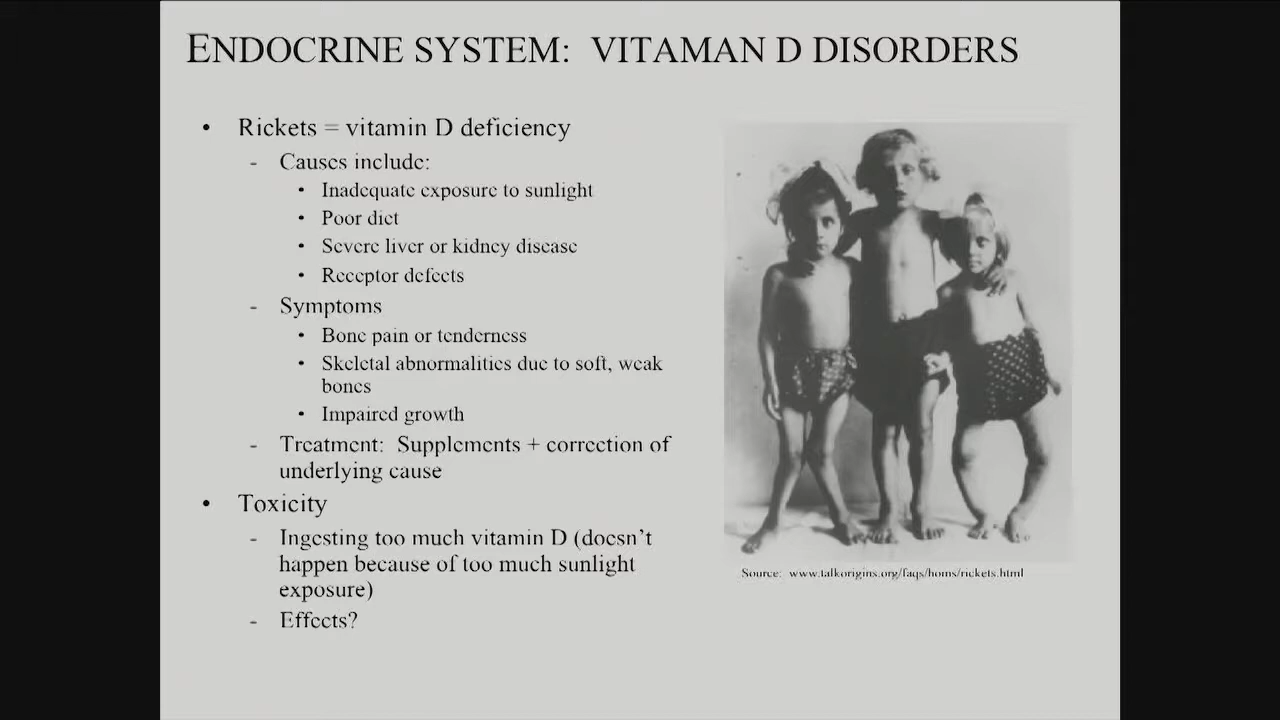 ENDOCRINE SYSTEM: VITAMAN D DISORDERS
• Rickets = vitamin D deficiency
- Causes include:
• Inadequate exposure to sunlight
• Poor diet
• Severe liver or kidney disease
• Receptor defects
- Symptoms
• Bone pain or tenderness
• Skeletal abnormalities due to soft, weak
bones
• Impaired growth
- Treatment: Supplements + correction of
underlying cause
• Toxicity
- Ingesting too much vitamin D (doesn't
happen because of too much sunlight
exposure)
- Effects?
Source: www.talkorigins.org/faqs/homs/rickets.html